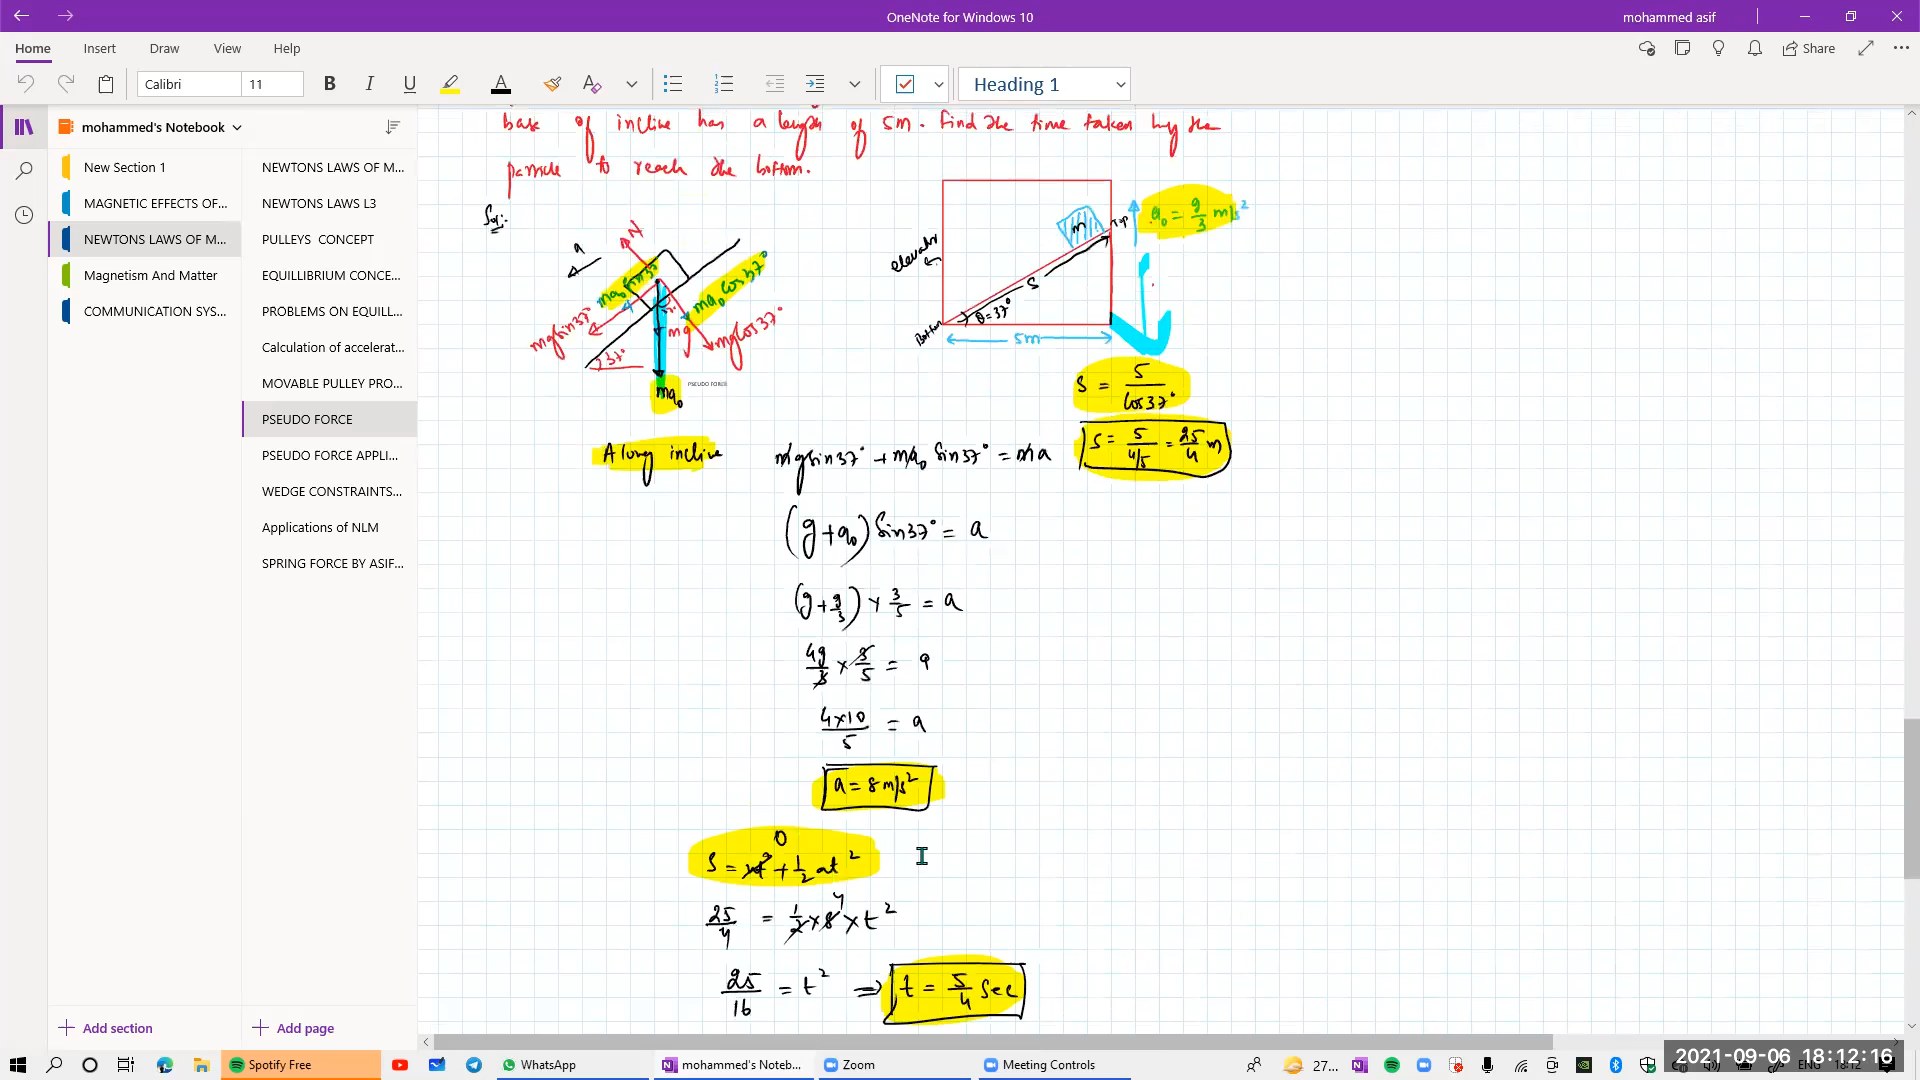 OneNote for Windows 10
mohammed asif
Home Insert Draw View Help
Share
Calibri 11 B I U A Heading 1
mohammed's Notebook
New Section 1
MAGNETIC EFFECTS OF...
NEWTONS LAWS OF M...
Magnetism And Matter
COMMUNICATION SYS...
NEWTONS LAWS OF M...
NEWTONS LAWS L3
PULLEYS CONCEPT
EQUILLIBRIUM CONCE...
PROBLEMS ON EQUILL...
Calculation of accelerat...
MOVABLE PULLEY PRO...
PSEUDO FORCE
PSEUDO FORCE APPLI...
WEDGE CONSTRAINTS...
Applications of NLM
SPRING FORCE BY ASIF...
Add section
Add page
base of incline has a length of 5m. Find the time taken by the
particle to reach the bottom.
Sol:
a
N
ma₀ sin37°
ma₀ cos37°
mg sin37°
mg
mg cos37°
37°
ma₀
PSEUDO FORCE
elevator
m
Top
a₀ = g/3 m/s²
S
θ=37°
Bottom
5m
S = 5/cos37°
S = 5/4/5 = 25/4 m
Along incline
mg sin37° + ma₀ sin37° = ma
(g+a₀) sin37° = a
(g+g/3) × 3/5 = a
4g/3 × 3/5 = a
4×10/5 = a
a = 8 m/s²
0
S = ut + 1/2 at²
25/4 = 1/2 × 8 4 × t²
25/16 = t² ⇒ t = 5/4 Sec
Spotify Free
WhatsApp
mohammed's Noteb...
Zoom
Meeting Controls
27...
ENG
18:12
2021-09-06 18:12:16